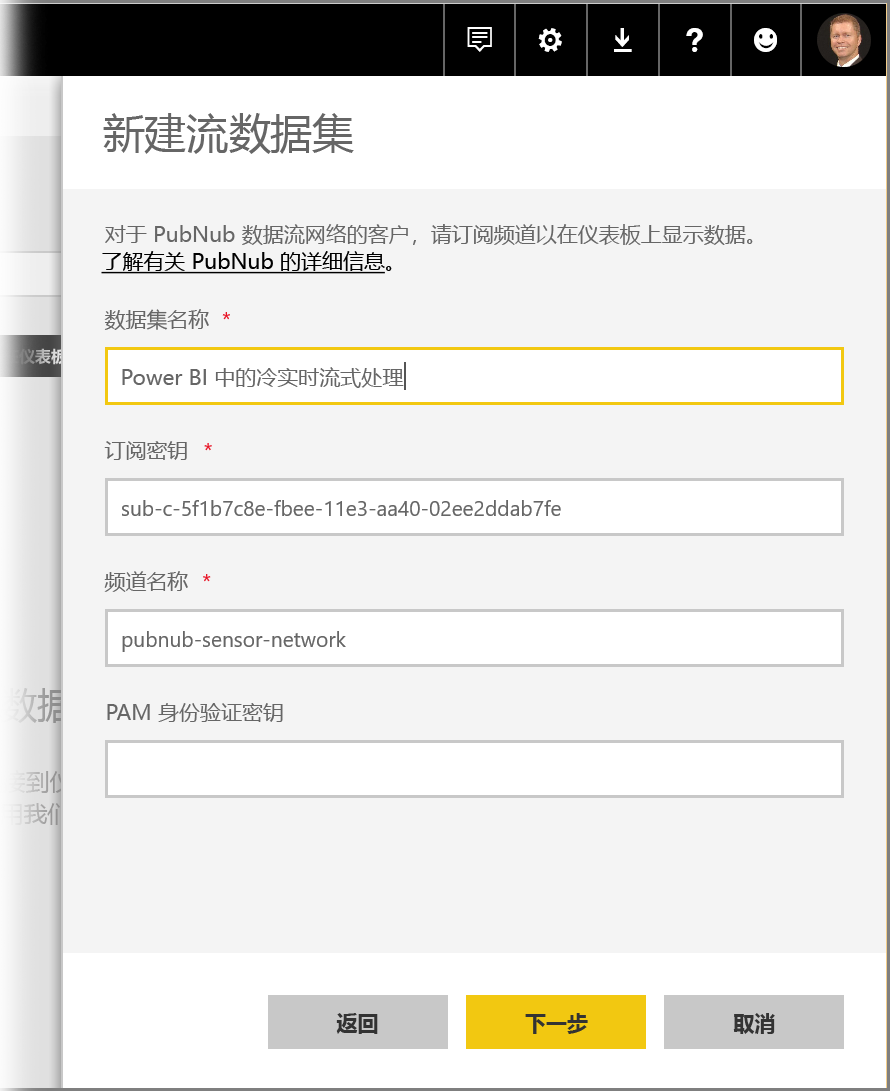 新建流数据集
对于 PubNub 数据流网络的客户，请订阅频道以在仪表板上显示数据。
了解有关 PubNub 的详细信息。
数据集名称 *
仪表板
Power BI 中的冷实时流式处理
订阅密钥 *
sub-c-5f1b7c8e-fbee-11e3-aa40-02ee2ddab7fe
频道名称 *
pubnub-sensor-network
数据
PAM 身份验证密钥
接到仪
用我们
返回 下一步 取消